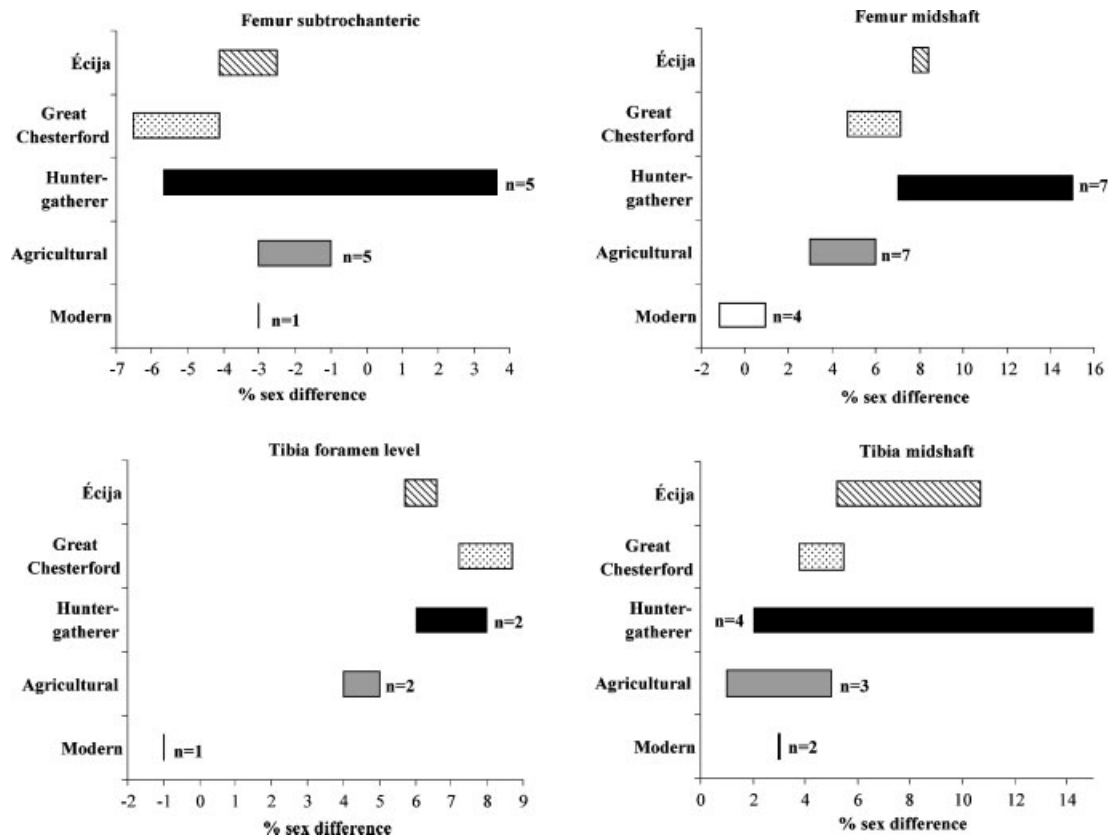 Femur subtrochanteric
Écija
Great
Chesterford
Hunter-
gatherer
n=5
Agricultural
n=5
Modern
n=1
-7 -6 -5 -4 -3 -2 -1 0 1 2 3 4
% sex difference
Femur midshaft
Écija
Great
Chesterford
Hunter-
gatherer
n=7
Agricultural
n=7
Modern
n=4
-2 0 2 4 6 8 10 12 14 16
% sex difference
Tibia foramen level
Écija
Great
Chesterford
Hunter-
gatherer
n=2
Agricultural
n=2
Modern
n=1
-2 -1 0 1 2 3 4 5 6 7 8 9
% sex difference
Tibia midshaft
Écija
Great
Chesterford
Hunter-
gatherer
n=4
Agricultural
n=3
Modern
n=2
0 2 4 6 8 10 12 14
% sex difference